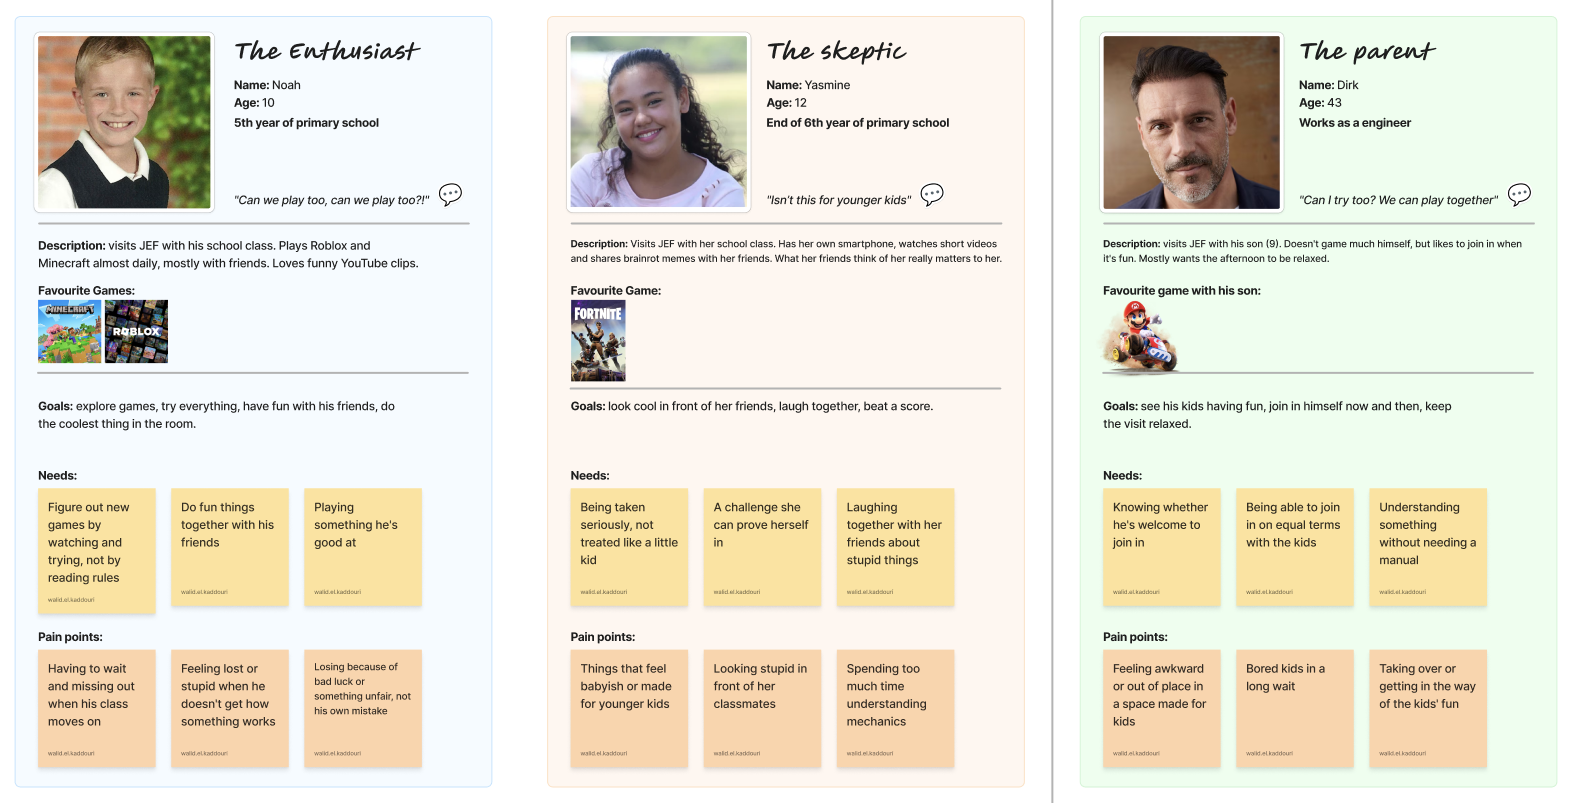 The Enthusiast
Name: Noah
Age: 10
5th year of primary school
"Can we play too, can we play too?!"
Description: visits JEF with his school class. Plays Roblox and
Minecraft almost daily, mostly with friends. Loves funny YouTube clips.
Favourite Games:
MINECRAFT
ROBLOX
Goals: explore games, try everything, have fun with his friends, do
the coolest thing in the room.
Needs:
Figure out new
games by
watching and
trying, not by
reading rules
walid.el.kaddouri
Do fun things
together with his
friends
walid.el.kaddouri
Playing
something he's
good at
walid.el.kaddouri
Pain points:
Having to wait
and missing out
when his class
moves on
walid.el.kaddouri
Feeling lost or
stupid when he
doesn't get how
something works
walid.el.kaddouri
Losing because of
bad luck or
something unfair, not
his own mistake
walid.el.kaddouri
The skeptic
Name: Yasmine
Age: 12
End of 6th year of primary school
"Isn't this for younger kids"
Description: Visits JEF with her school class. Has her own smartphone, watches short videos
and shares brainrot memes with her friends. What her friends think of her really matters to her.
Favourite Game:
FORTNITE
Goals: look cool in front of her friends, laugh together, beat a score.
Needs:
Being taken
seriously, not
treated like a little
kid
walid.el.kaddouri
A challenge she
can prove herself
in
walid.el.kaddouri
Laughing
together with her
friends about
stupid things
walid.el.kaddouri
Pain points:
Things that feel
babyish or made
for younger kids
walid.el.kaddouri
Looking stupid in
front of her
classmates
walid.el.kaddouri
Spending too
much time
understanding
mechanics
walid.el.kaddouri
The parent
Name: Dirk
Age: 43
Works as a engineer
"Can I try too? We can play together"
Description: visits JEF with his son (9). Doesn't game much himself, but likes to join in when
it's fun. Mostly wants the afternoon to be relaxed.
Favourite game with his son:
Goals: see his kids having fun, join in himself now and then, keep
the visit relaxed.
Needs:
Knowing whether
he's welcome to
join in
walid.el.kaddouri
Being able to join
in on equal terms
with the kids
walid.el.kaddouri
Understanding
something
without needing a
manual
walid.el.kaddouri
Pain points:
Feeling awkward
or out of place in
a space made for
kids
walid.el.kaddouri
Bored kids in a
long wait
walid.el.kaddouri
Taking over or
getting in the way
of the kids' fun
walid.el.kaddouri